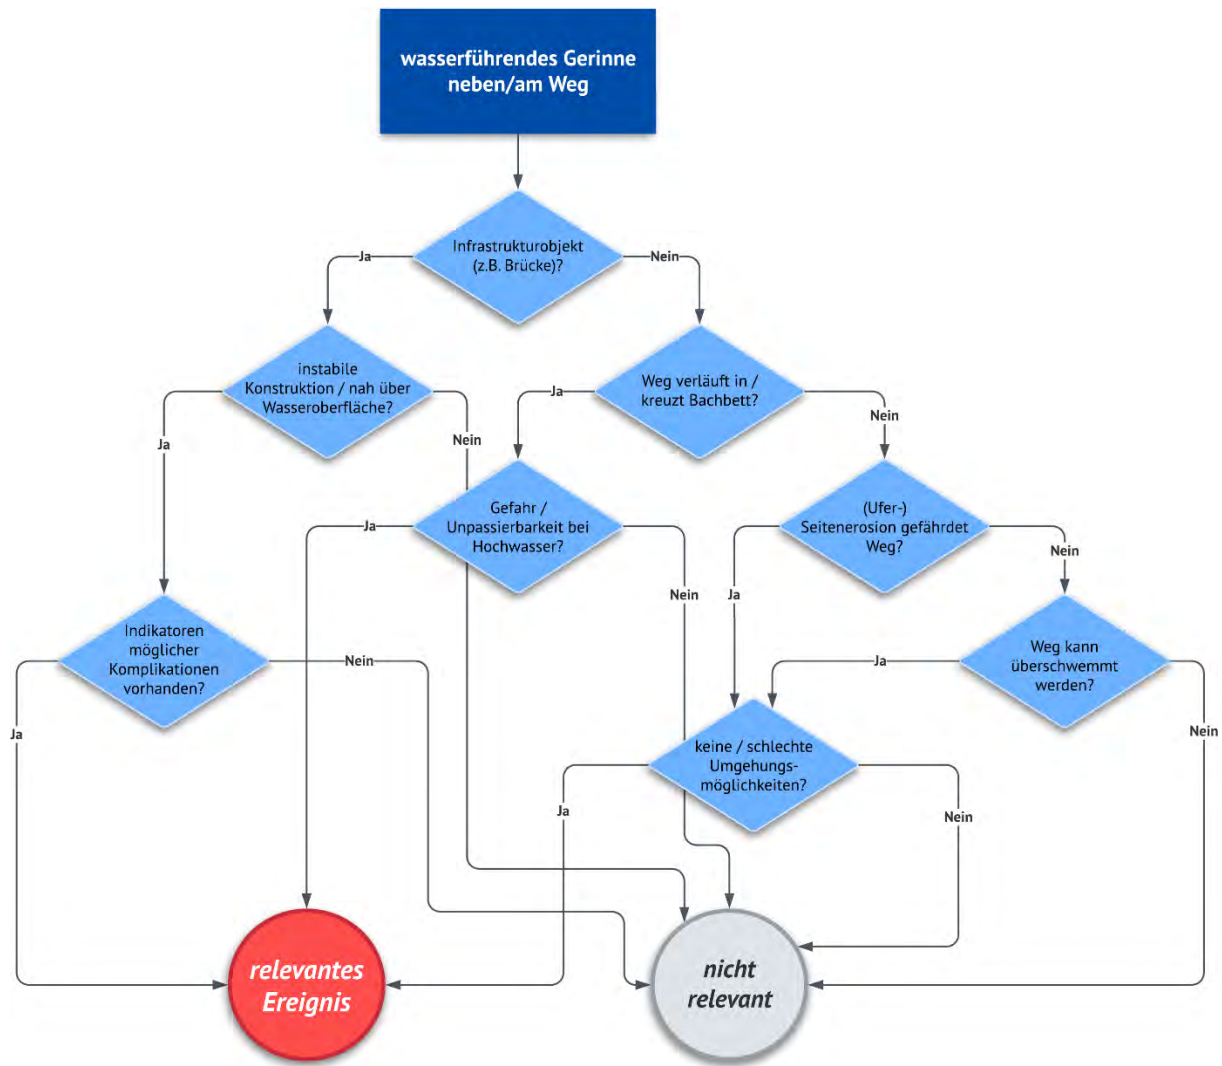 wasserführendes Gerinne
neben/am Weg
Infrastrukturobjekt
(z.B. Brücke)?
Ja
Nein
instabile
Konstruktion / nah über
Wasseroberfläche?
Weg verläuft in /
kreuzt Bachbett?
Ja
Nein
Ja
Nein
Gefahr /
Unpassierbarkeit bei
Hochwasser?
(Ufer-)
Seitenerosion gefährdet
Weg?
Ja
Nein
Ja
Nein
Indikatoren
möglicher
Komplikationen
vorhanden?
Weg kann
überschwemmt
werden?
Ja
Nein
Ja
Nein
keine / schlechte
Umgehungs-
möglichkeiten?
Ja
Nein
relevantes
Ereignis
nicht
relevant